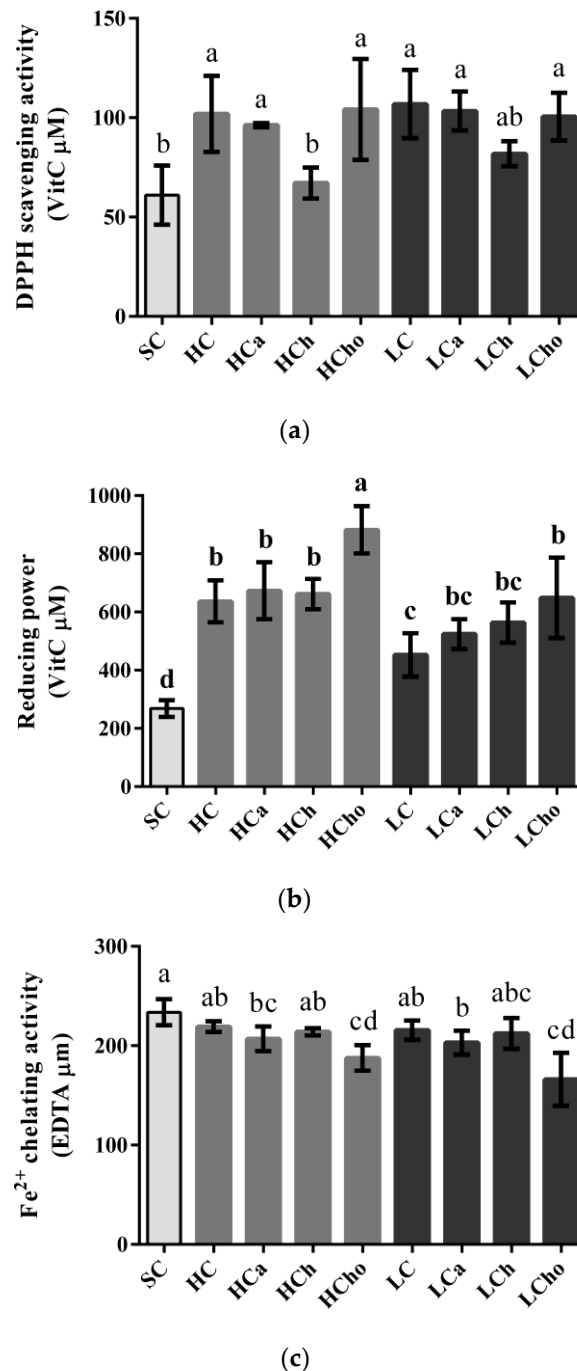 DPPH scavenging activity
(VitC μM)
150
100
50
0
b
a
a
b
a
a
a
ab
a
SC
HC
HCa
HCh
HCho
LC
LCa
LCh
LCho
(a)
Reducing power
(VitC μM)
1000
800
600
400
200
0
d
b
b
b
a
c
bc
bc
b
SC
HC
HCa
HCh
HCho
LC
LCa
LCh
LCho
(b)
Fe²⁺ chelating activity
(EDTA μm)
300
200
100
0
a
ab
bc
ab
cd
ab
b
abc
cd
SC
HC
HCa
HCh
HCho
LC
LCa
LCh
LCho
(c)